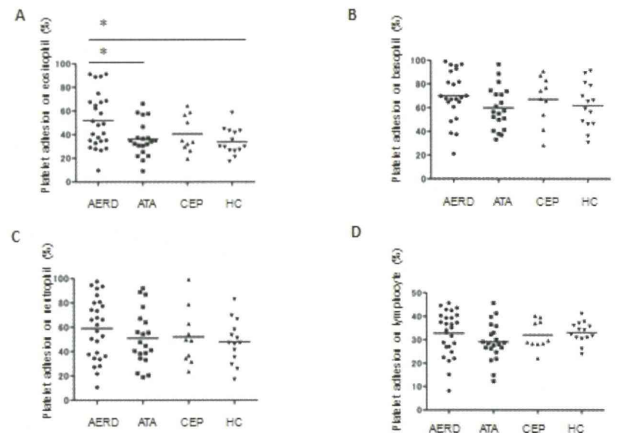 A
*
*
Platelet adhesion on eosinophil (%)
100
80
60
40
20
0
AERD ATA CEP HC
B
Platelet adhesion on basophil (%)
100
80
60
40
20
0
AERD ATA CEP HC
C
Platelet adhesion on neutrophil (%)
100
80
60
40
20
0
AERD ATA CEP HC
D
Platelet adhesion on lymphocyte (%)
50
40
30
20
10
0
AERD ATA CEP HC